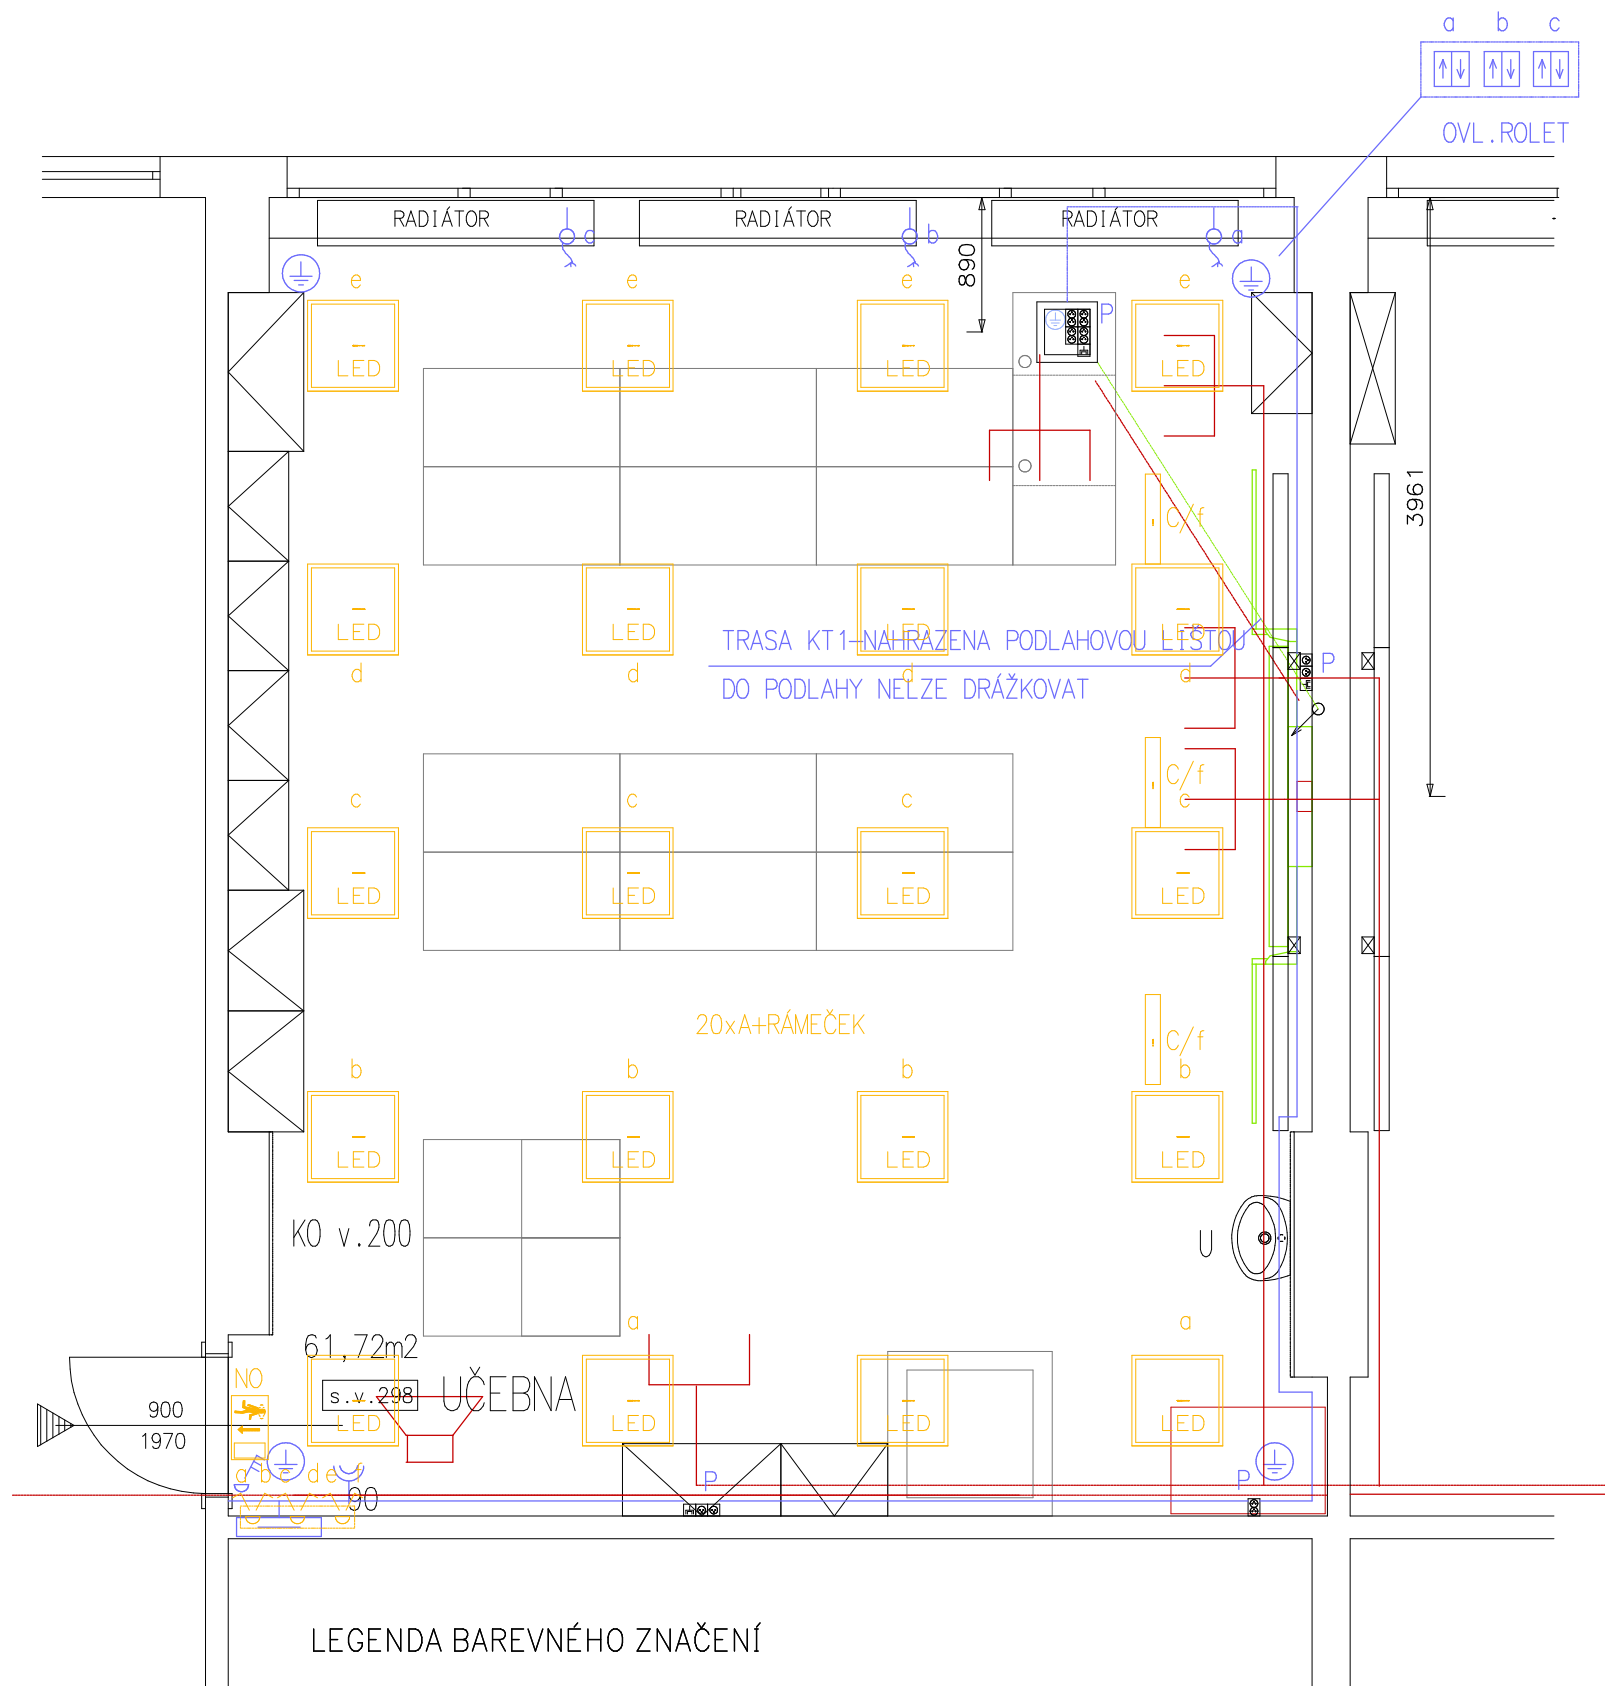 a b c
OVL.ROLET
RADIÁTOR RADIÁTOR RADIÁTOR
c b a
890
e e e e
P
LED LED LED LED
3961
C/f
LED LED LED LED
TRASA KT1-NAHRAZENA PODLAHOVOU LIŠTOU
P
d d d d
DO PODLAHY NELZE DRÁŽKOVAT
C/f
c c c c
LED LED LED LED
20xA+RÁMEČEK
C/f
b b b b
LED LED LED LED
KO v.200
U
a a
61,72m2
NO
s.v.298 UČEBNA
900
LED LED LED LED
1970
a b c d e f
P P
90
LEGENDA BAREVNÉHO ZNAČENÍ